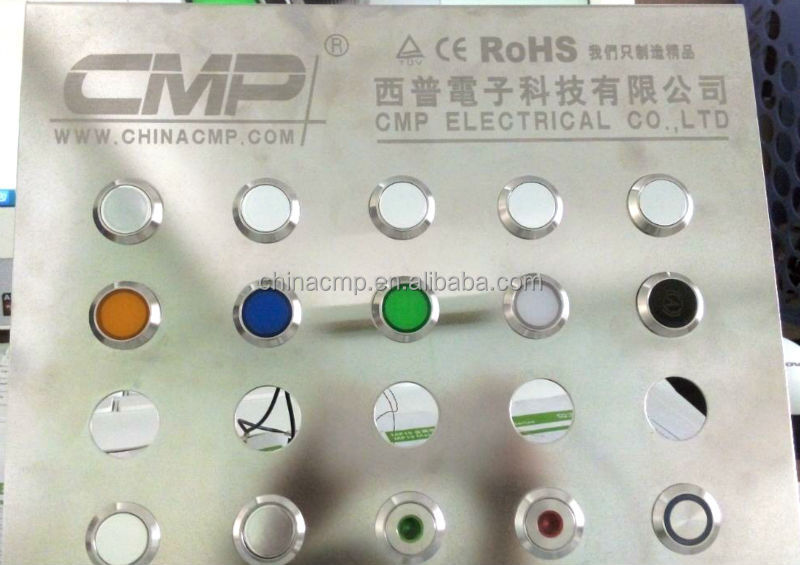 CMP ®
WWW.CHINACMP.COM
TUV CE RoHS 我們只制造精品
西普電子科技有限公司
CMP ELECTRICAL CO.,LTD
chinacmp.en.alibaba.com